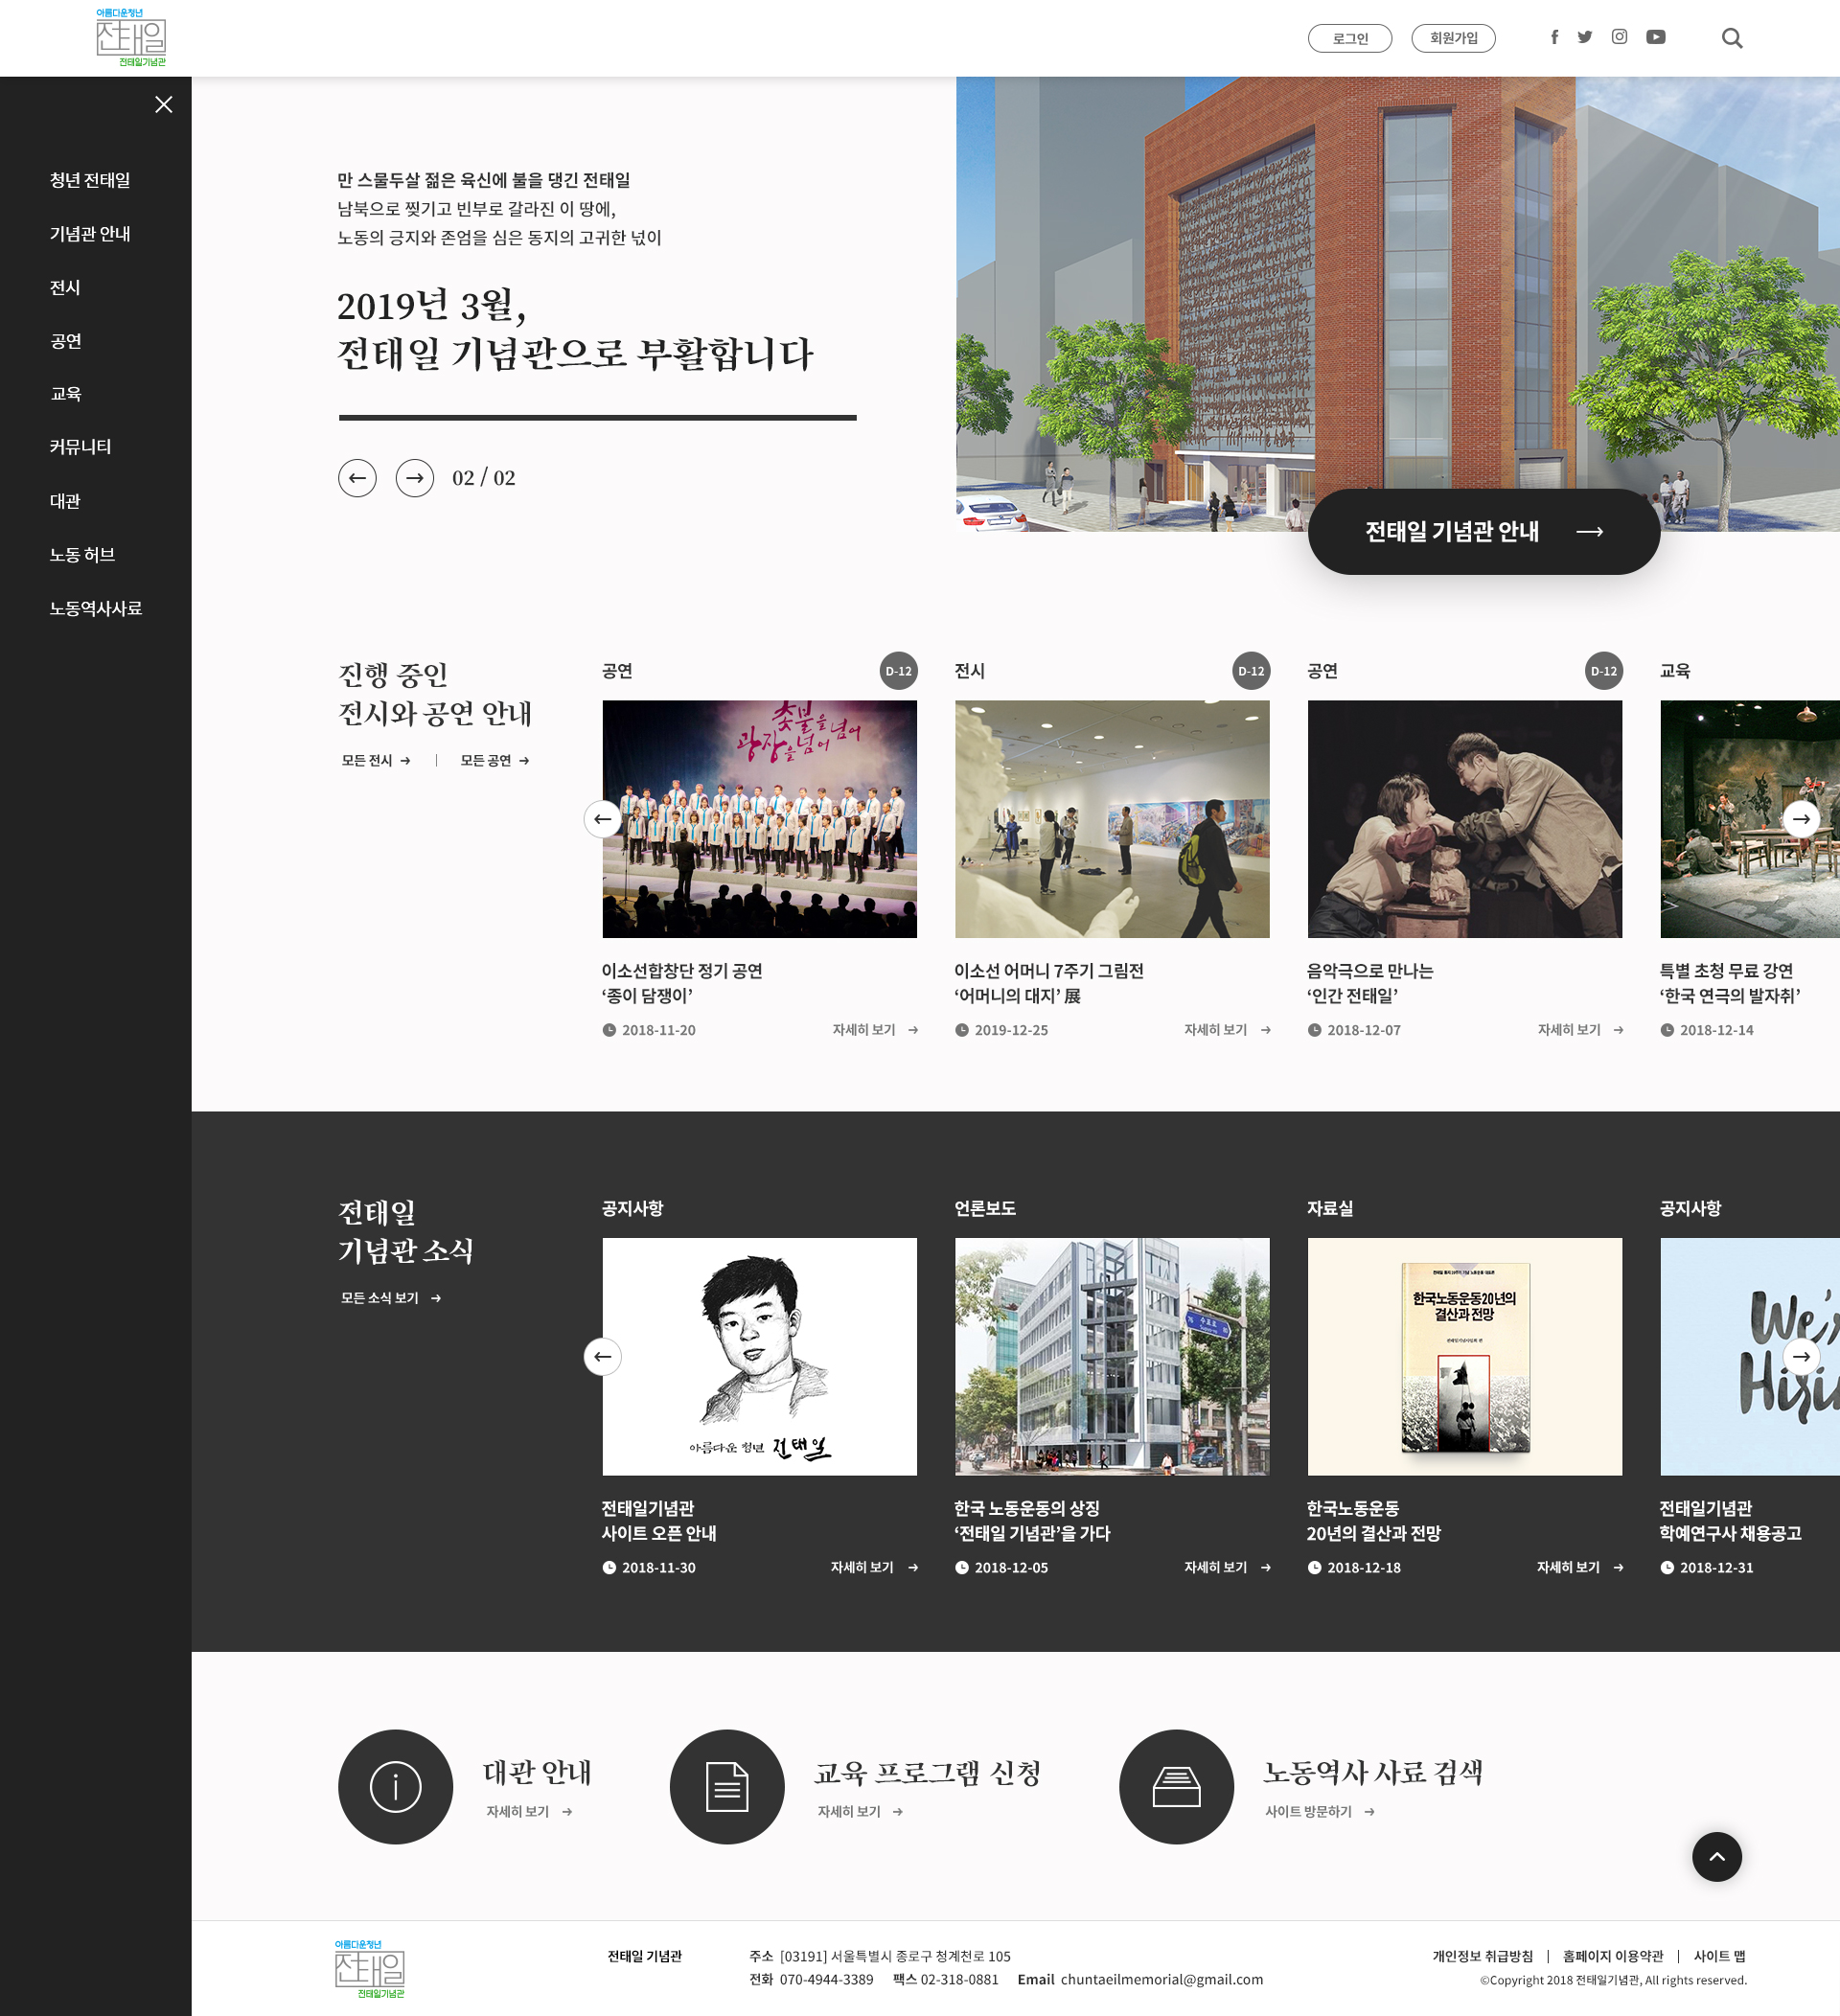 아름다운청년
전태일
전태일기념관
로그인
회원가입
청년 전태일
기념관 안내
전시
공연
교육
커뮤니티
대관
노동 허브
노동역사사료
만 스물두살 젊은 육신에 불을 댕긴 전태일
남북으로 찢기고 빈부로 갈라진 이 땅에,
노동의 긍지와 존엄을 심은 동지의 고귀한 넋이
2019년 3월,
전태일 기념관으로 부활합니다
02 / 02
전태일 기념관 안내
진행 중인
전시와 공연 안내
모든 전시
모든 공연
공연
D-12
촛불을 넘어
광장을 넘어
이소선합창단 정기 공연
‘종이 담쟁이’
2018-11-20
자세히 보기
전시
D-12
이소선 어머니 7주기 그림전
‘어머니의 대지’ 展
2019-12-25
자세히 보기
공연
D-12
음악극으로 만나는
‘인간 전태일’
2018-12-07
자세히 보기
교육
특별 초청 무료 강연
‘한국 연극의 발자취’
2018-12-14
전태일
기념관 소식
모든 소식 보기
공지사항
아름다운 청년 전태일
전태일기념관
사이트 오픈 안내
2018-11-30
자세히 보기
언론보도
수표로
한국 노동운동의 상징
‘전태일 기념관’을 가다
2018-12-05
자세히 보기
자료실
한국노동운동20년의
결산과 전망
한국노동운동
20년의 결산과 전망
2018-12-18
자세히 보기
공지사항
We're
Hirin
전태일기념관
학예연구사 채용공고
2018-12-31
대관 안내
자세히 보기
교육 프로그램 신청
자세히 보기
노동역사 사료 검색
사이트 방문하기
아름다운청년
전태일
전태일기념관
전태일 기념관
주소 [03191] 서울특별시 종로구 청계천로 105
전화 070-4944-3389 팩스 02-318-0881 Email chuntaeilmemorial@gmail.com
개인정보 취급방침 | 홈페이지 이용약관 | 사이트 맵
©Copyright 2018 전태일기념관, All rights reserved.